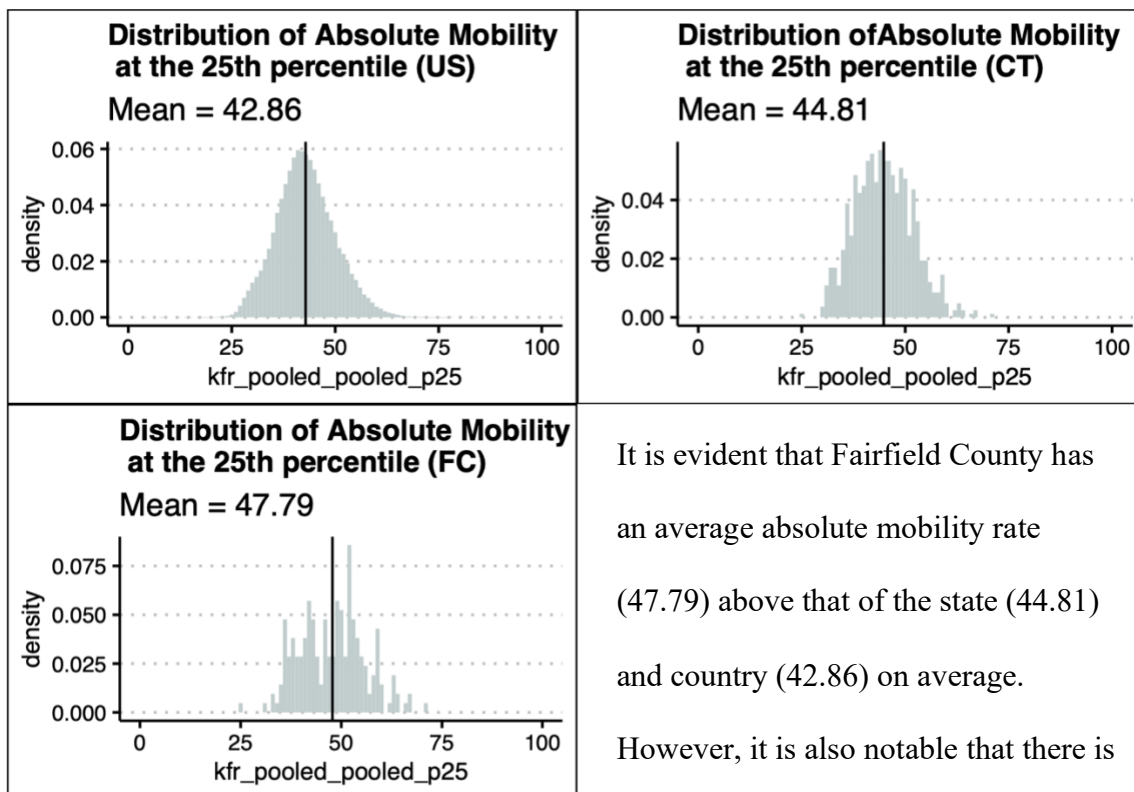 Distribution of Absolute Mobility
at the 25th percentile (US)
Mean = 42.86
0.06
0.04
0.02
0.00
density
0 25 50 75 100
kfr_pooled_pooled_p25
Distribution ofAbsolute Mobility
at the 25th percentile (CT)
Mean = 44.81
0.04
0.02
0.00
density
0 25 50 75 100
kfr_pooled_pooled_p25
Distribution of Absolute Mobility
at the 25th percentile (FC)
Mean = 47.79
0.075
0.050
0.025
0.000
density
0 25 50 75 100
kfr_pooled_pooled_p25
It is evident that Fairfield County has
an average absolute mobility rate
(47.79) above that of the state (44.81)
and country (42.86) on average.
However, it is also notable that there is